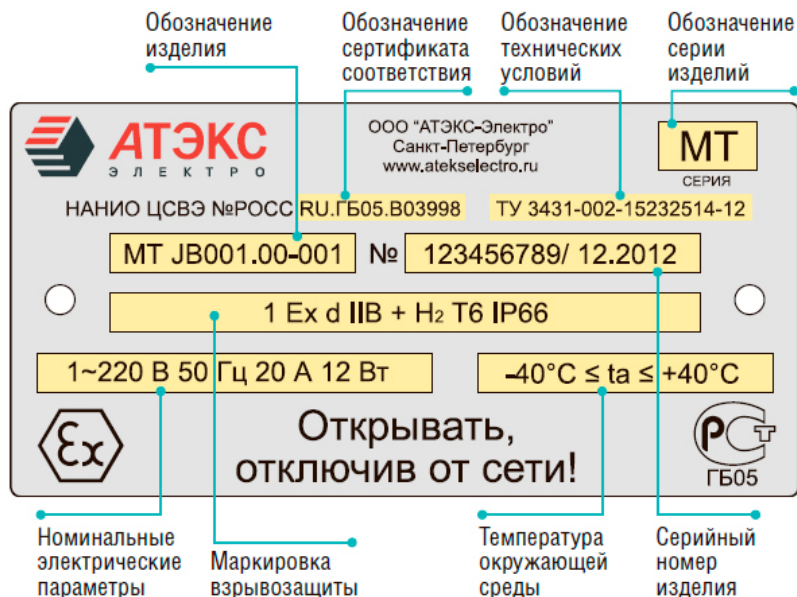 Обозначение
изделия
Обозначение
сертификата
соответствия
Обозначение
технических
условий
Обозначение
серии
изделий
АТЭКС
ЭЛЕКТРО
ООО "АТЭКС-Электро"
Санкт-Петербург
www.atekselectro.ru
МТ
СЕРИЯ
НАНИО ЦСВЭ №РОСС RU.ГБ05.В03998
ТУ 3431-002-15232514-12
МТ JB001.00-001 № 123456789/ 12.2012
1 Ex d IIB + H₂ T6 IP66
1~220 В 50 Гц 20 А 12 Вт
-40°C ≤ ta ≤ +40°C
Ex
Открывать,
отключив от сети!
РСТ
ГБ05
Номинальные
электрические
параметры
Маркировка
взрывозащиты
Температура
окружающей
среды
Серийный
номер
изделия